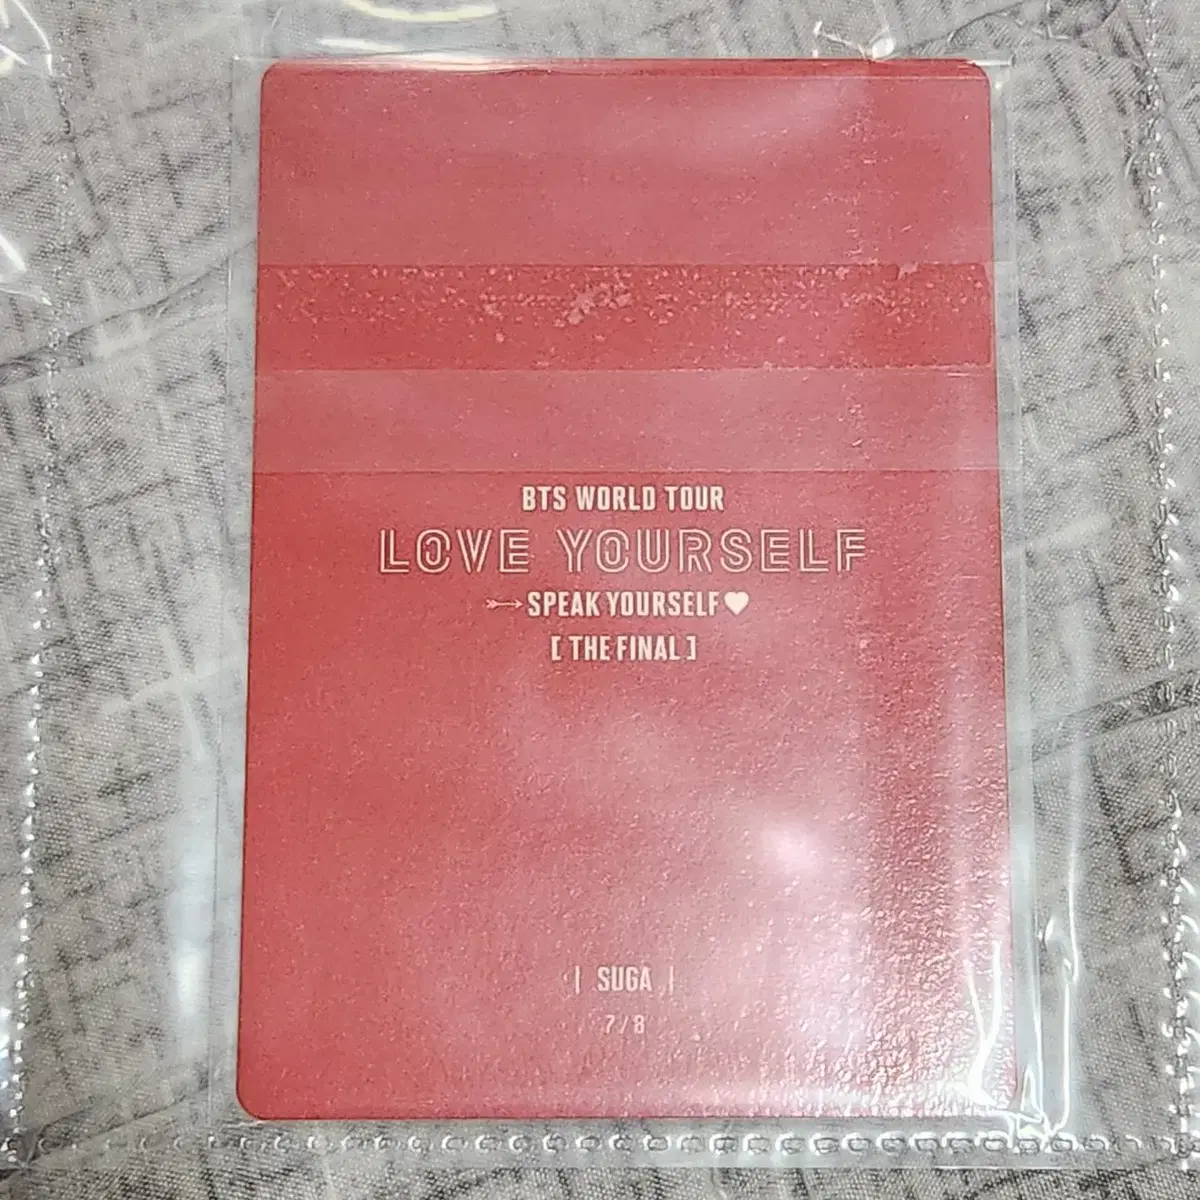 BTS WORLD TOUR
LOVE YOURSELF
SPEAK YOURSELF
[ THE FINAL ]
| SUGA |
7/8